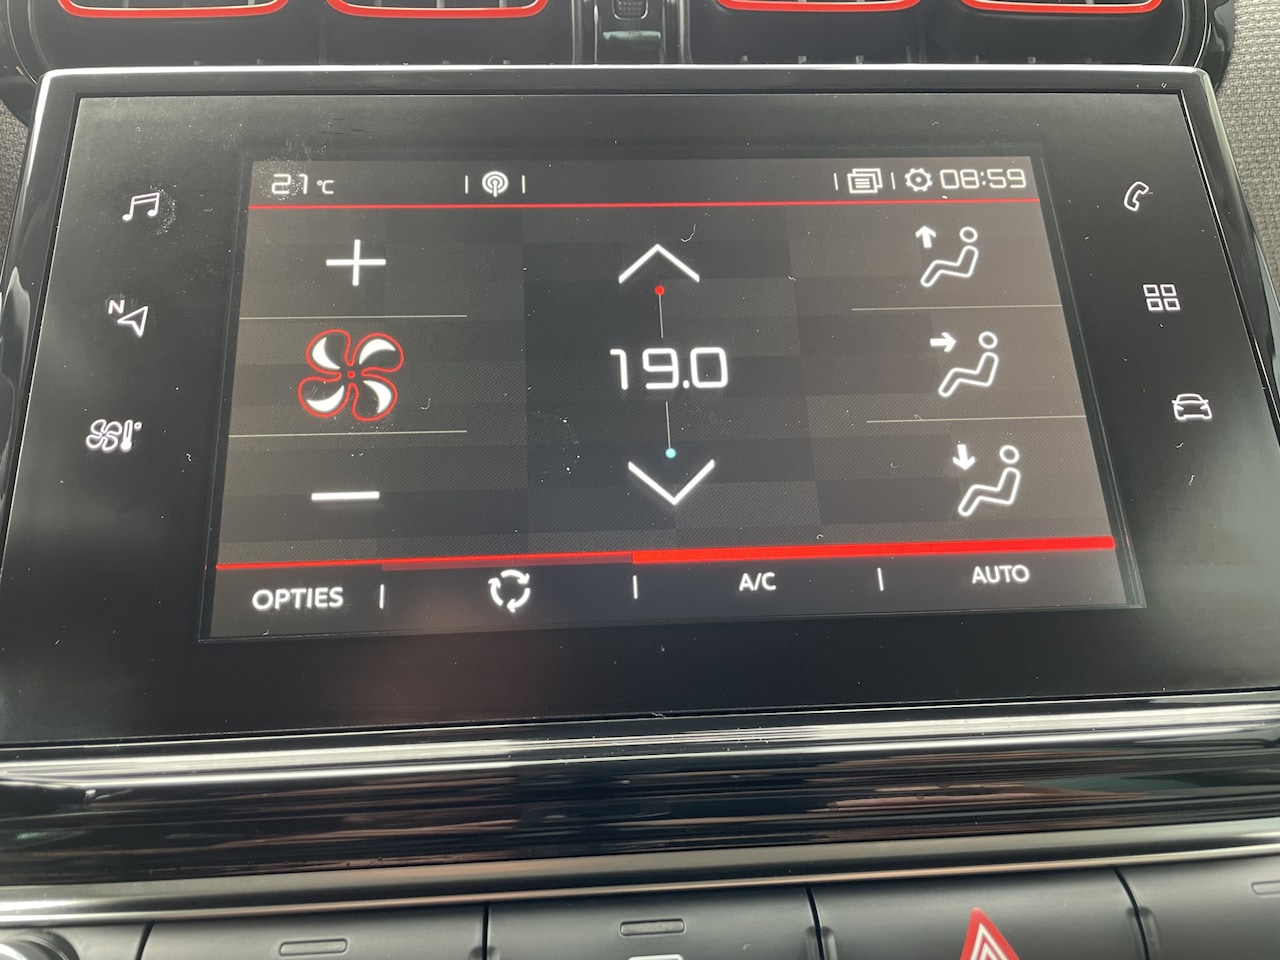 21 °C
08:59
N
19.0
OPTIES
A/C
AUTO